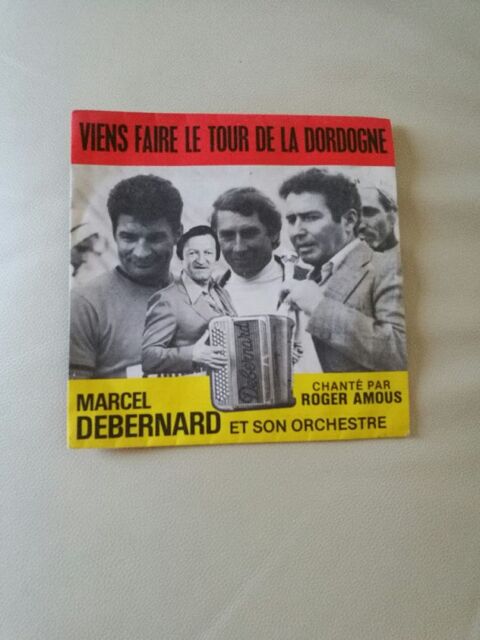 VIENS FAIRE LE TOUR DE LA DORDOGNE
Debernard
CHANTÉ PAR
ROGER AMOUS
MARCEL
DEBERNARD ET SON ORCHESTRE